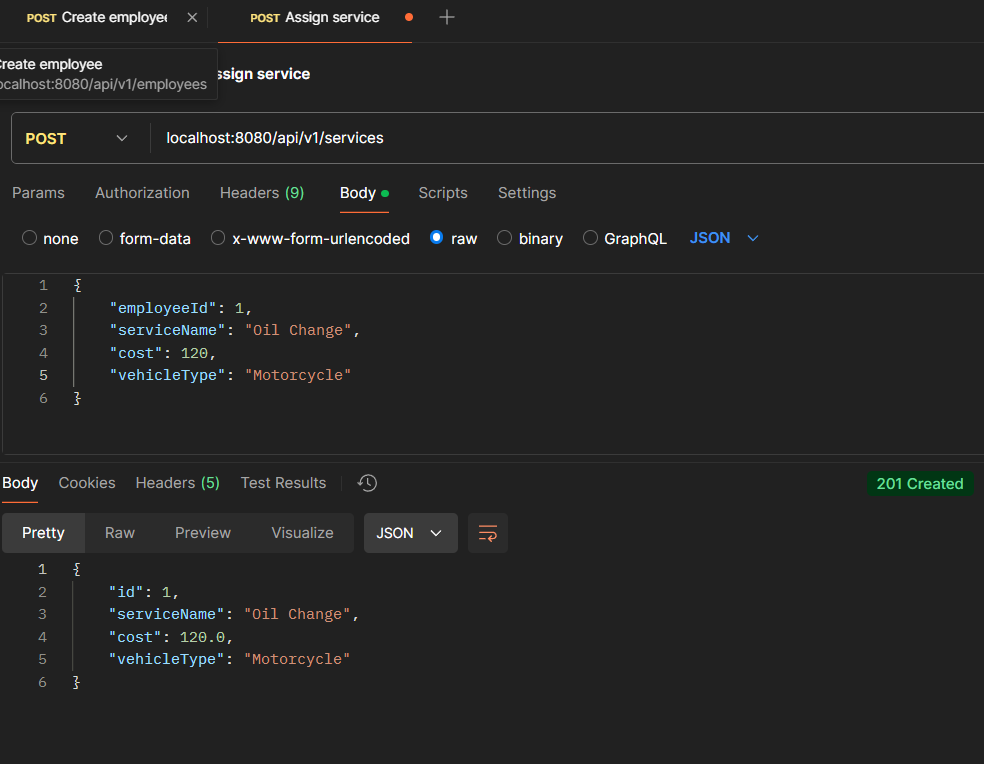 POST Create employee
POST Assign service
reate employee
ocalhost:8080/api/v1/employees
ssign service
POST
localhost:8080/api/v1/services
Params Authorization Headers (9) Body Scripts Settings
none form-data x-www-form-urlencoded raw binary GraphQL JSON
1 {
2 "employeeId": 1,
3 "serviceName": "Oil Change",
4 "cost": 120,
5 "vehicleType": "Motorcycle"
6 }
Body Cookies Headers (5) Test Results 201 Created
Pretty Raw Preview Visualize JSON
1 {
2 "id": 1,
3 "serviceName": "Oil Change",
4 "cost": 120.0,
5 "vehicleType": "Motorcycle"
6 }